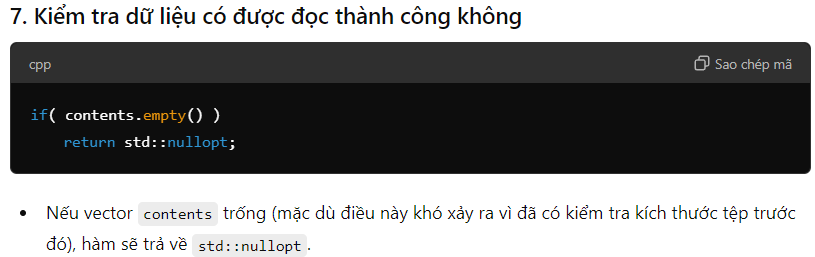 7. Kiểm tra dữ liệu có được đọc thành công không
cpp
Sao chép mã
if( contents.empty() )
    return std::nullopt;
Nếu vector contents trống (mặc dù điều này khó xảy ra vì đã có kiểm tra kích thước tệp trước
đó), hàm sẽ trả về std::nullopt.